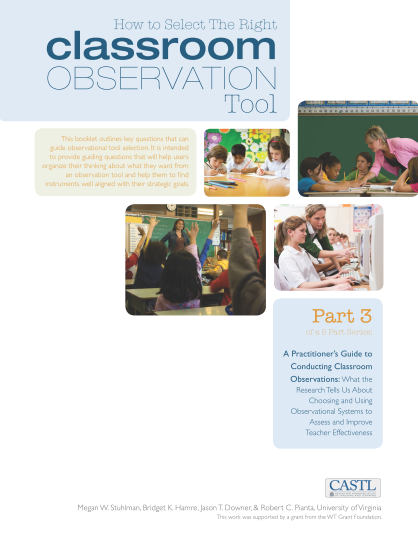 How to Select The Right
classroom
OBSERVATION
Tool
This booklet outlines key questions that can
guide observational tool selection. It is intended
to provide guiding questions that will help users
organize their thinking about what they want from
an observation tool and help them to find
instruments well aligned with their strategic goals.
Part 3
of a 5 Part Series
A Practitioner's Guide to
Conducting Classroom
Observations: What the
Research Tells Us About
Choosing and Using
Observational Systems to
Assess and Improve
Teacher Effectiveness
CASTL
Megan W. Stuhlman, Bridget K. Hamre, Jason T. Downer, & Robert C. Pianta, University of Virginia
This work was supported by a grant from the WT Grant Foundation.